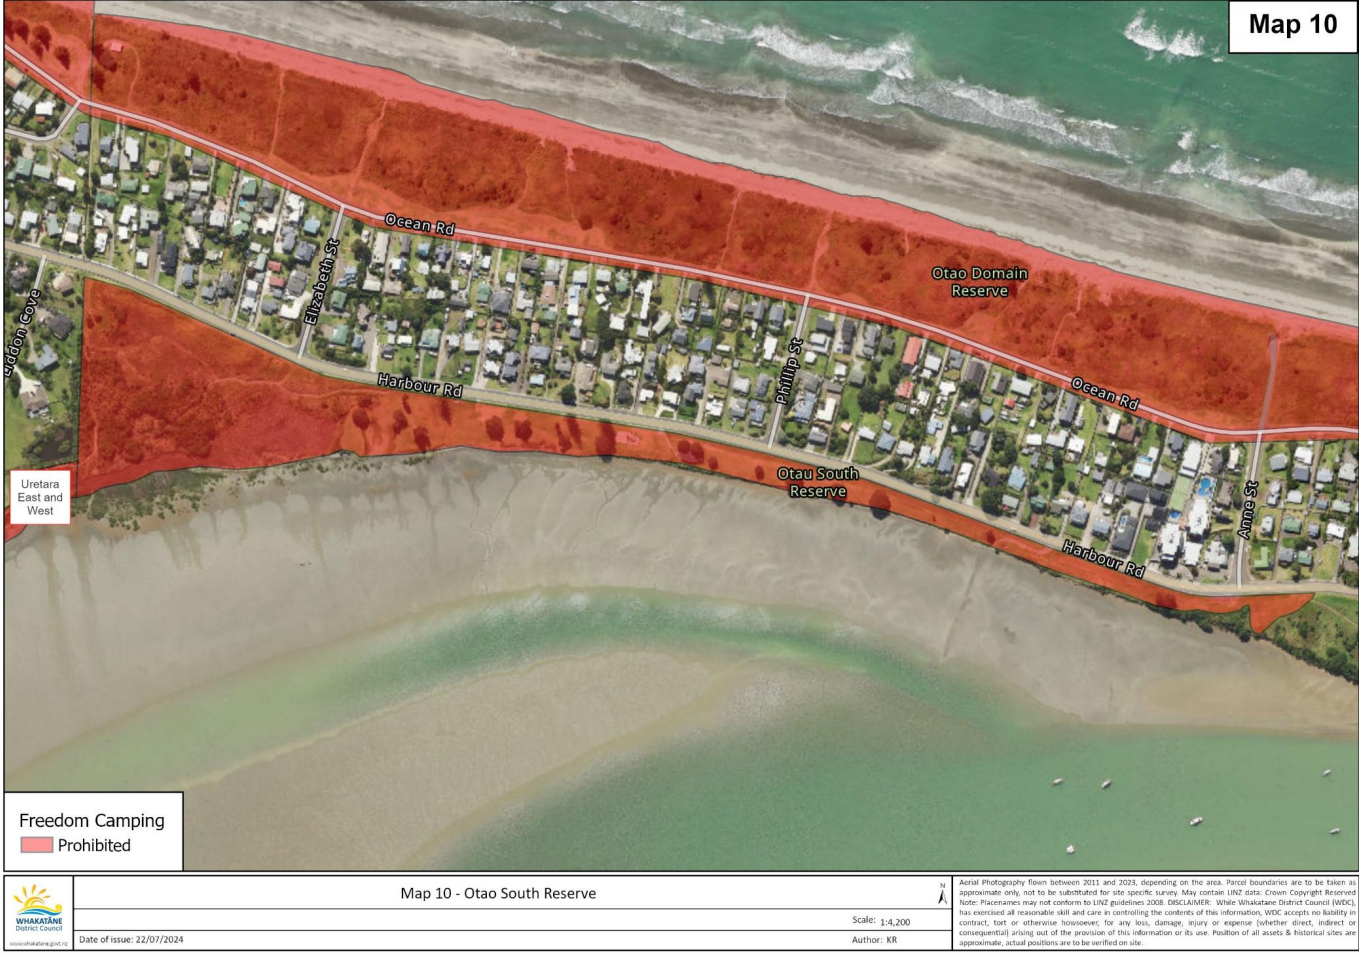 Map 10
Ocean Rd
Elizabeth St
Otao Domain
Reserve
Liddon Cove
Phillip St
Harbour Rd
Ocean Rd
Uretara
East and
West
Otau South
Reserve
Anne St
Harbour Rd
Freedom Camping
Prohibited
WHAKATĀNE
District Council
www.whakatane.govt.nz
Map 10 - Otao South Reserve
N
Scale: 1:4,200
Date of issue: 22/07/2024
Author: KR
Aerial Photography flown between 2011 and 2023, depending on the area. Parcel boundaries are to be taken as
approximate only, not to be substituted for site specific survey. May contain LINZ data: Crown Copyright Reserved
Note: Placenames may not conform to LINZ guidelines 2008. DISCLAIMER: While Whakatane District Council (WDC),
has exercised all reasonable skill and care in controlling the contents of this information, WDC accepts no liability in
contract, tort or otherwise howsoever, for any loss, damage, injury or expense (whether direct, indirect or
consequential) arising out of the provision of this information or its use. Position of all assets & historical sites are
approximate, actual positions are to be verified on site.